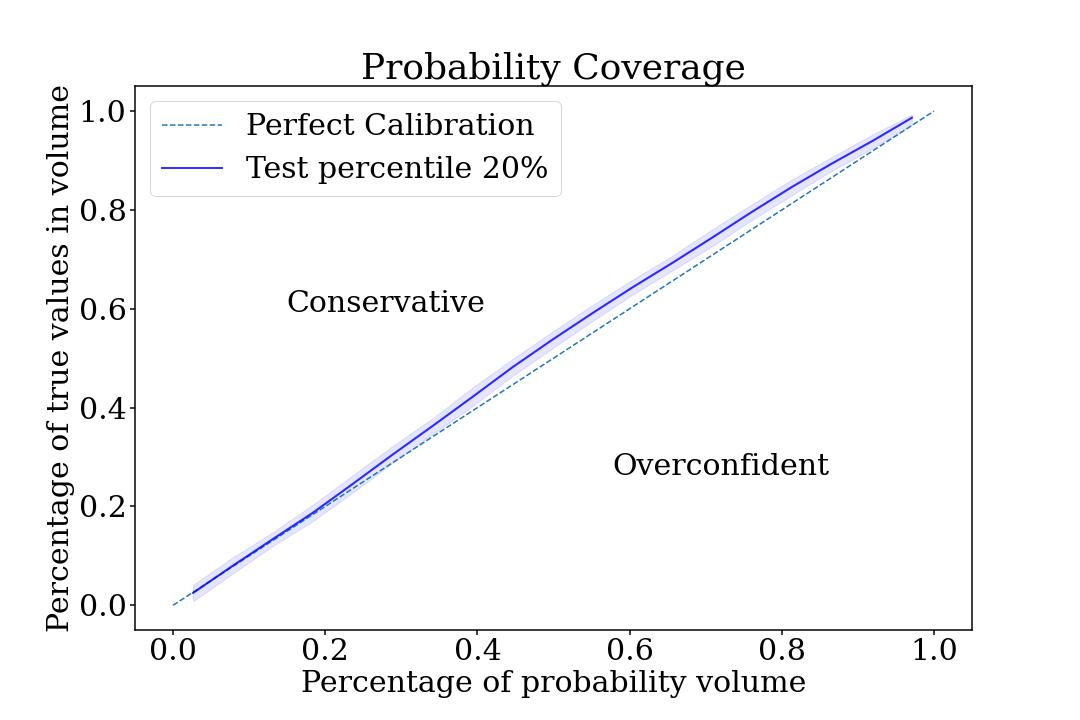 Probability Coverage
Perfect Calibration
Test percentile 20%
Conservative
Overconfident
Percentage of true values in volume
1.0
0.8
0.6
0.4
0.2
0.0
0.0 0.2 0.4 0.6 0.8 1.0
Percentage of probability volume